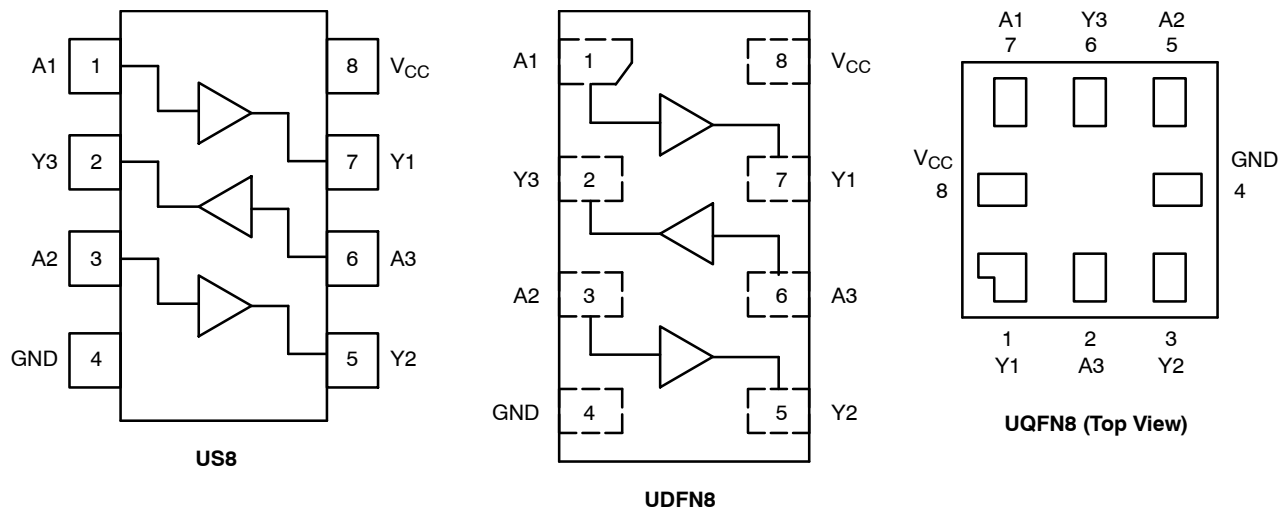 A1 1 8 VCC
Y3 2 7 Y1
A2 3 6 A3
GND 4 5 Y2
US8
A1 1 8 VCC
Y3 2 7 Y1
A2 3 6 A3
GND 4 5 Y2
UDFN8
A1 Y3 A2
7 6 5
VCC GND
8 4
1 2 3
Y1 A3 Y2
UQFN8 (Top View)